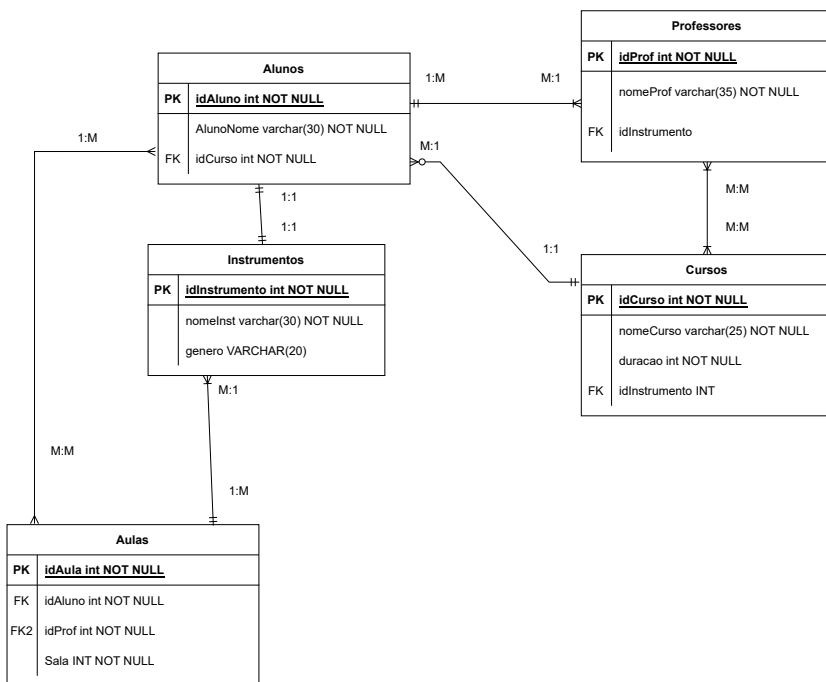 Professores
PK idProf int NOT NULL
nomeProf varchar(35) NOT NULL
FK idInstrumento
Alunos
PK idAluno int NOT NULL
AlunoNome varchar(30) NOT NULL
FK idCurso int NOT NULL
1:M
M:1
1:M
M:1
1:1
1:1
M:M
M:M
1:1
Instrumentos
PK idInstrumento int NOT NULL
nomeInst varchar(30) NOT NULL
genero VARCHAR(20)
Cursos
PK idCurso int NOT NULL
nomeCurso varchar(25) NOT NULL
duracao int NOT NULL
FK idInstrumento INT
M:1
M:M
1:M
Aulas
PK idAula int NOT NULL
FK idAluno int NOT NULL
FK2 idProf int NOT NULL
Sala INT NOT NULL